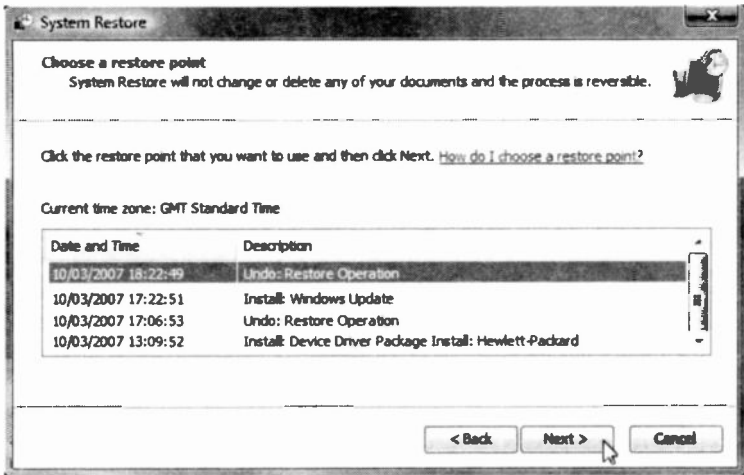 System Restore
Choose a restore point
System Restore will not change or delete any of your documents and the process is reversible.
Click the restore point that you want to use and then click Next. How do I choose a restore point?
Current time zone: GMT Standard Time
Date and Time Description
10/03/2007 18:22:49 Undo: Restore Operation
10/03/2007 17:22:51 Install: Windows Update
10/03/2007 17:06:53 Undo: Restore Operation
10/03/2007 13:09:52 Install: Device Driver Package Install: Hewlett-Packard
< Back Next > Cancel